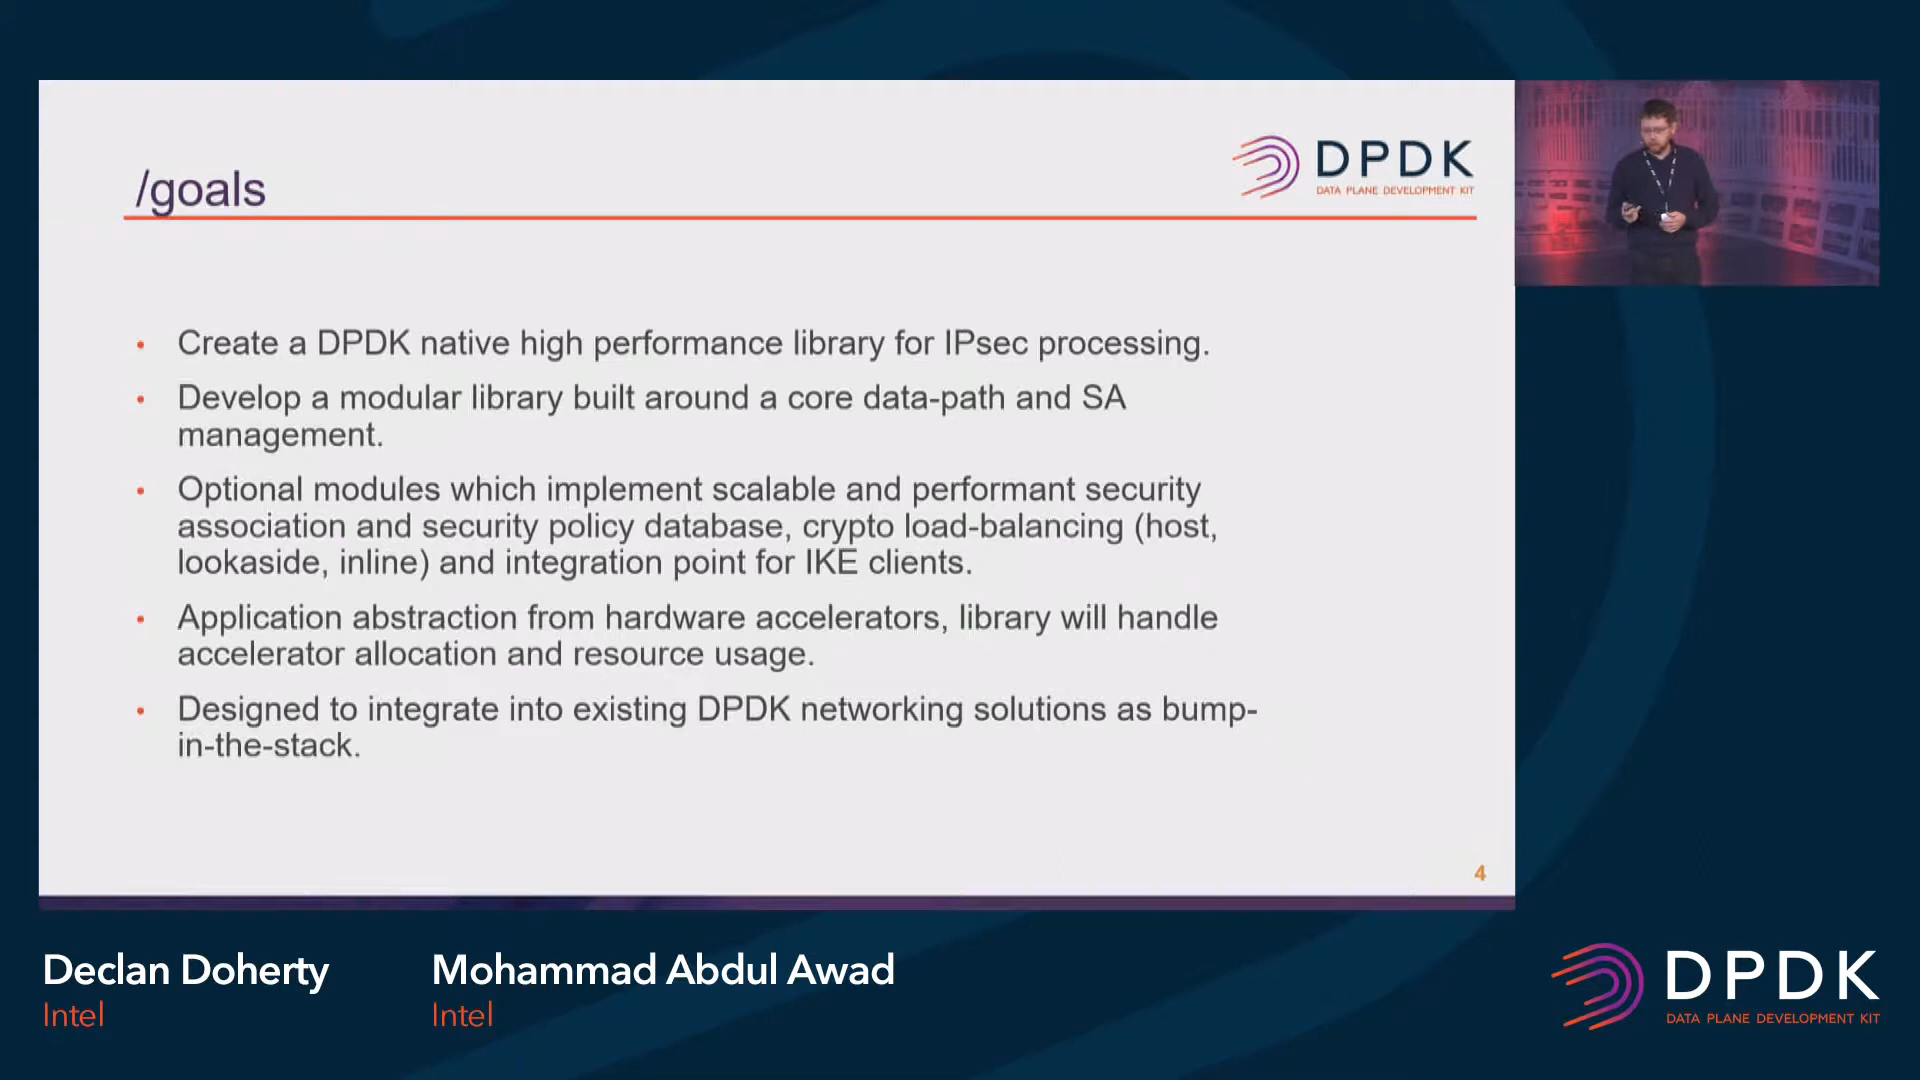 /goals
DPDK
DATA PLANE DEVELOPMENT KIT
• Create a DPDK native high performance library for IPsec processing.
• Develop a modular library built around a core data-path and SA
management.
• Optional modules which implement scalable and performant security
association and security policy database, crypto load-balancing (host,
lookaside, inline) and integration point for IKE clients.
• Application abstraction from hardware accelerators, library will handle
accelerator allocation and resource usage.
• Designed to integrate into existing DPDK networking solutions as bump-
in-the-stack.
4
Declan Doherty
Intel
Mohammad Abdul Awad
Intel
DPDK
DATA PLANE DEVELOPMENT KIT